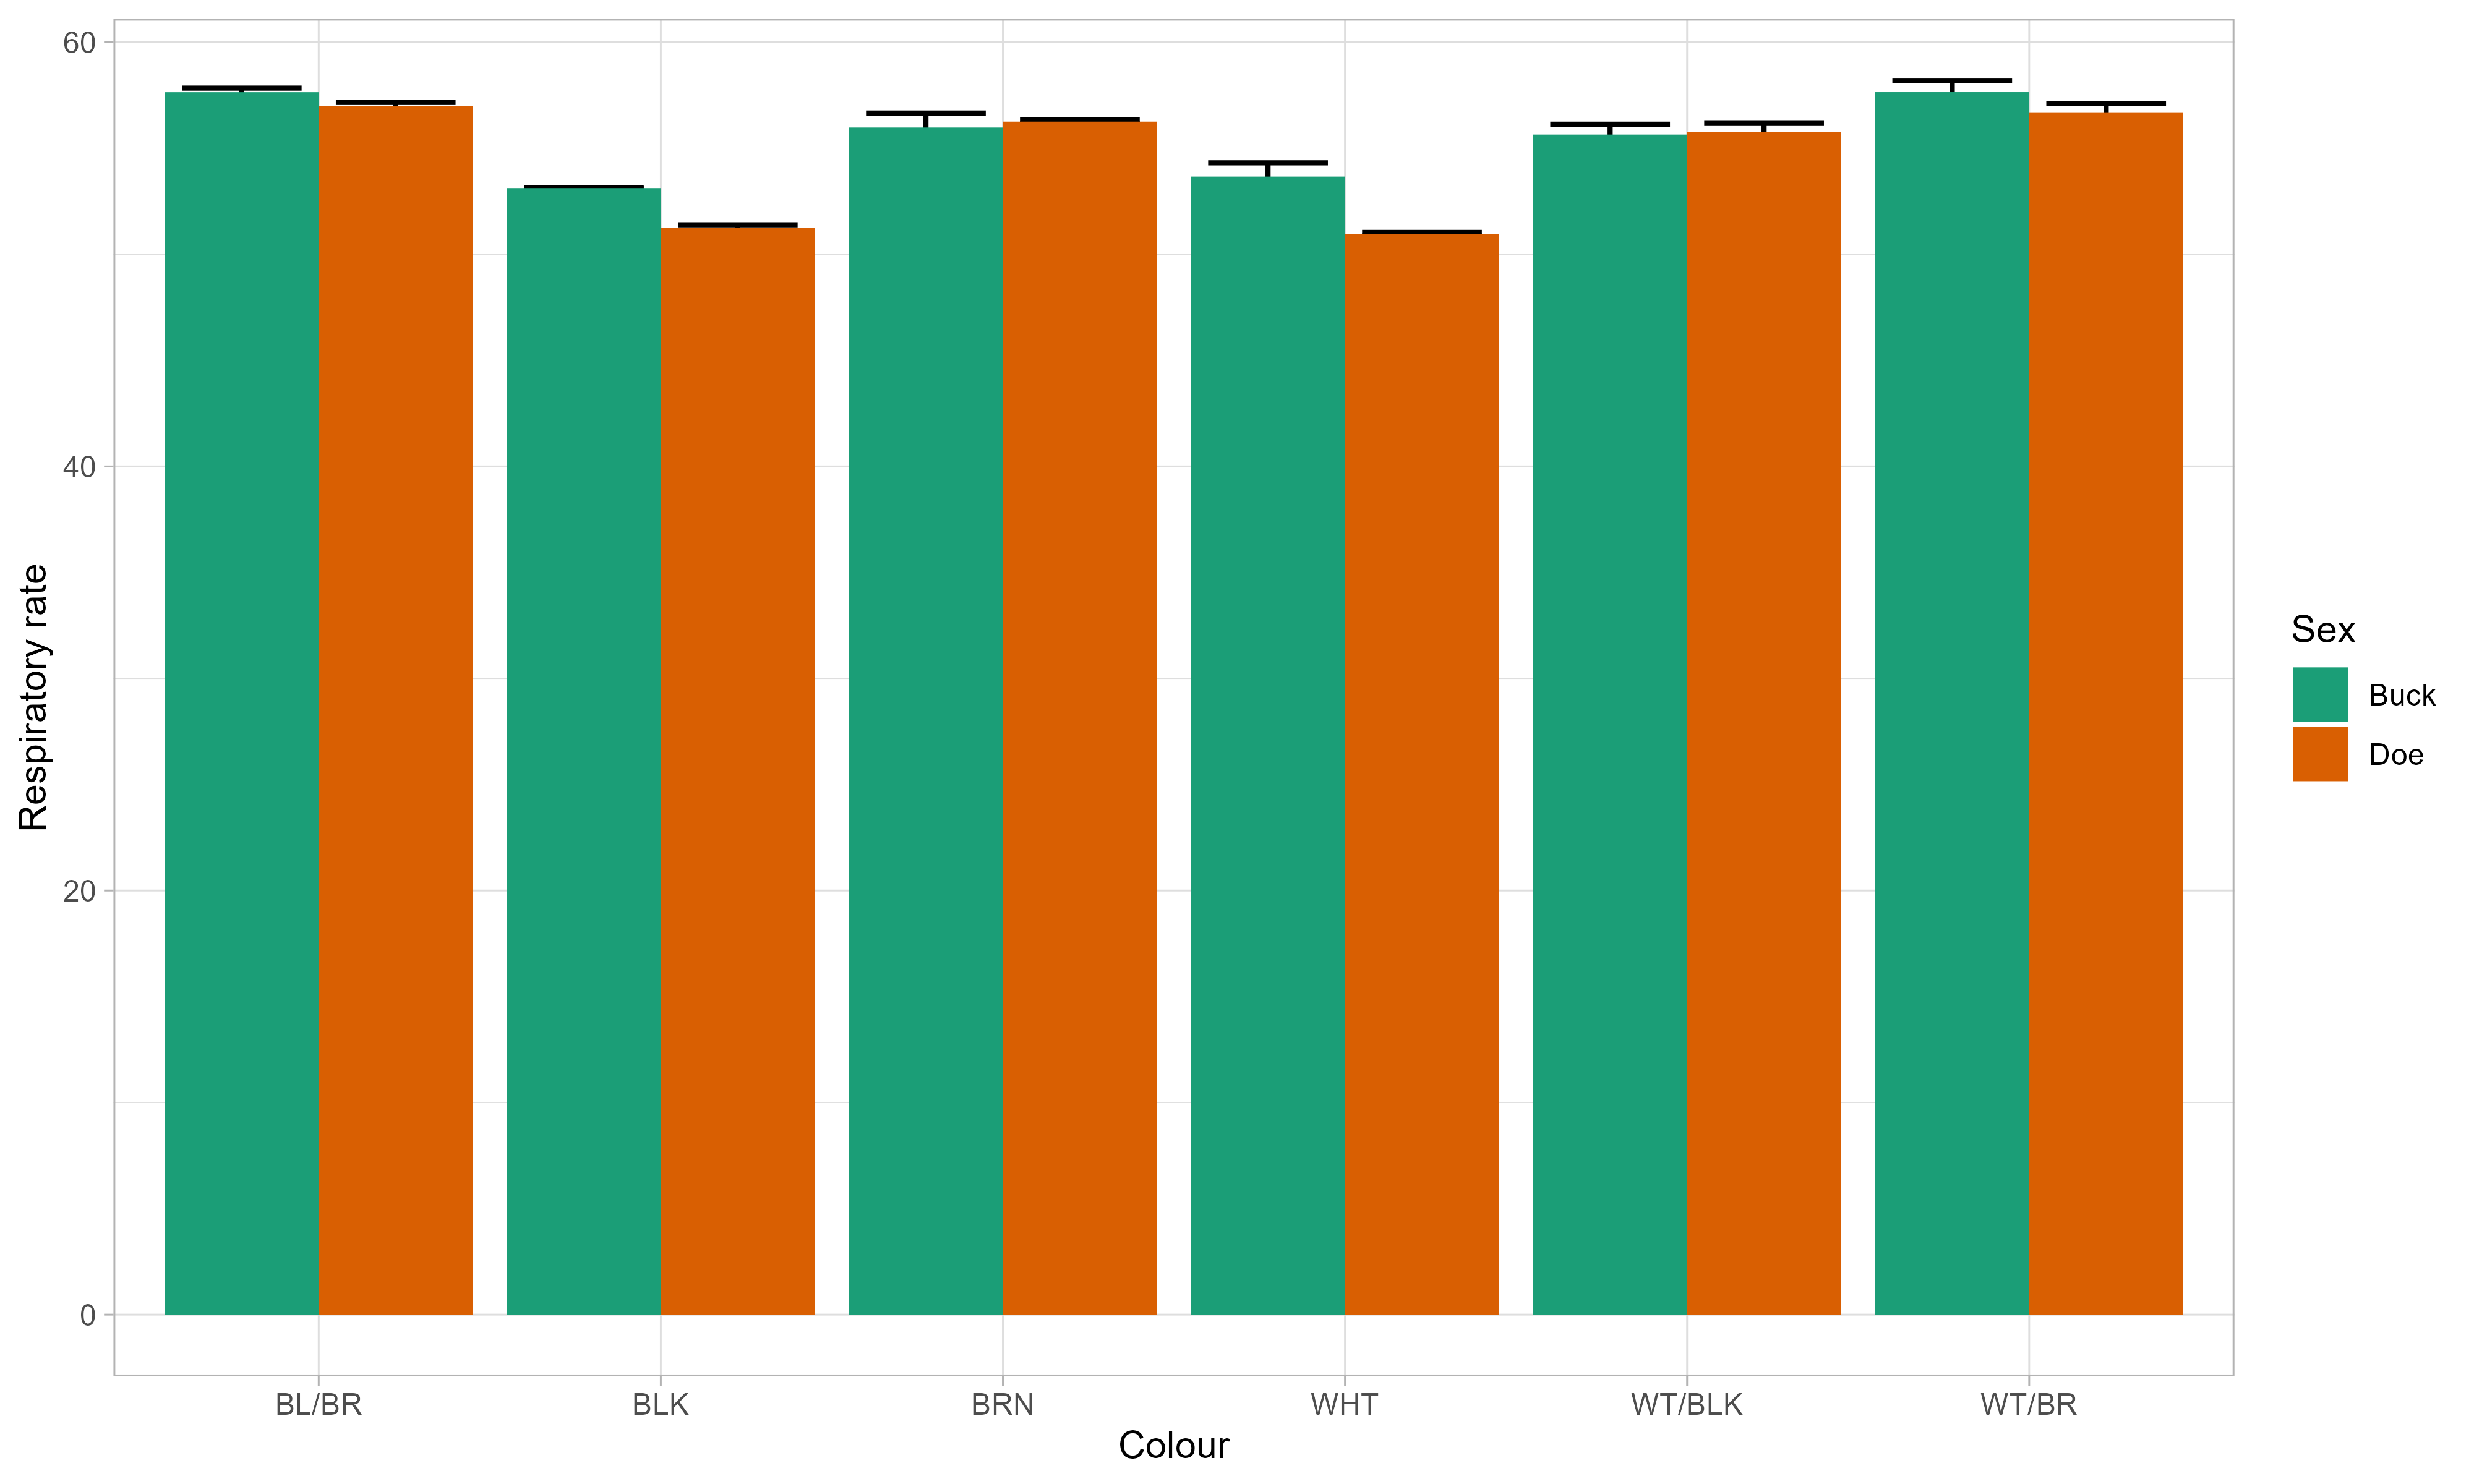 60
40
20
0
Respiratory rate
BL/BR
BLK
BRN
WHT
WT/BLK
WT/BR
Colour
Sex
Buck
Doe